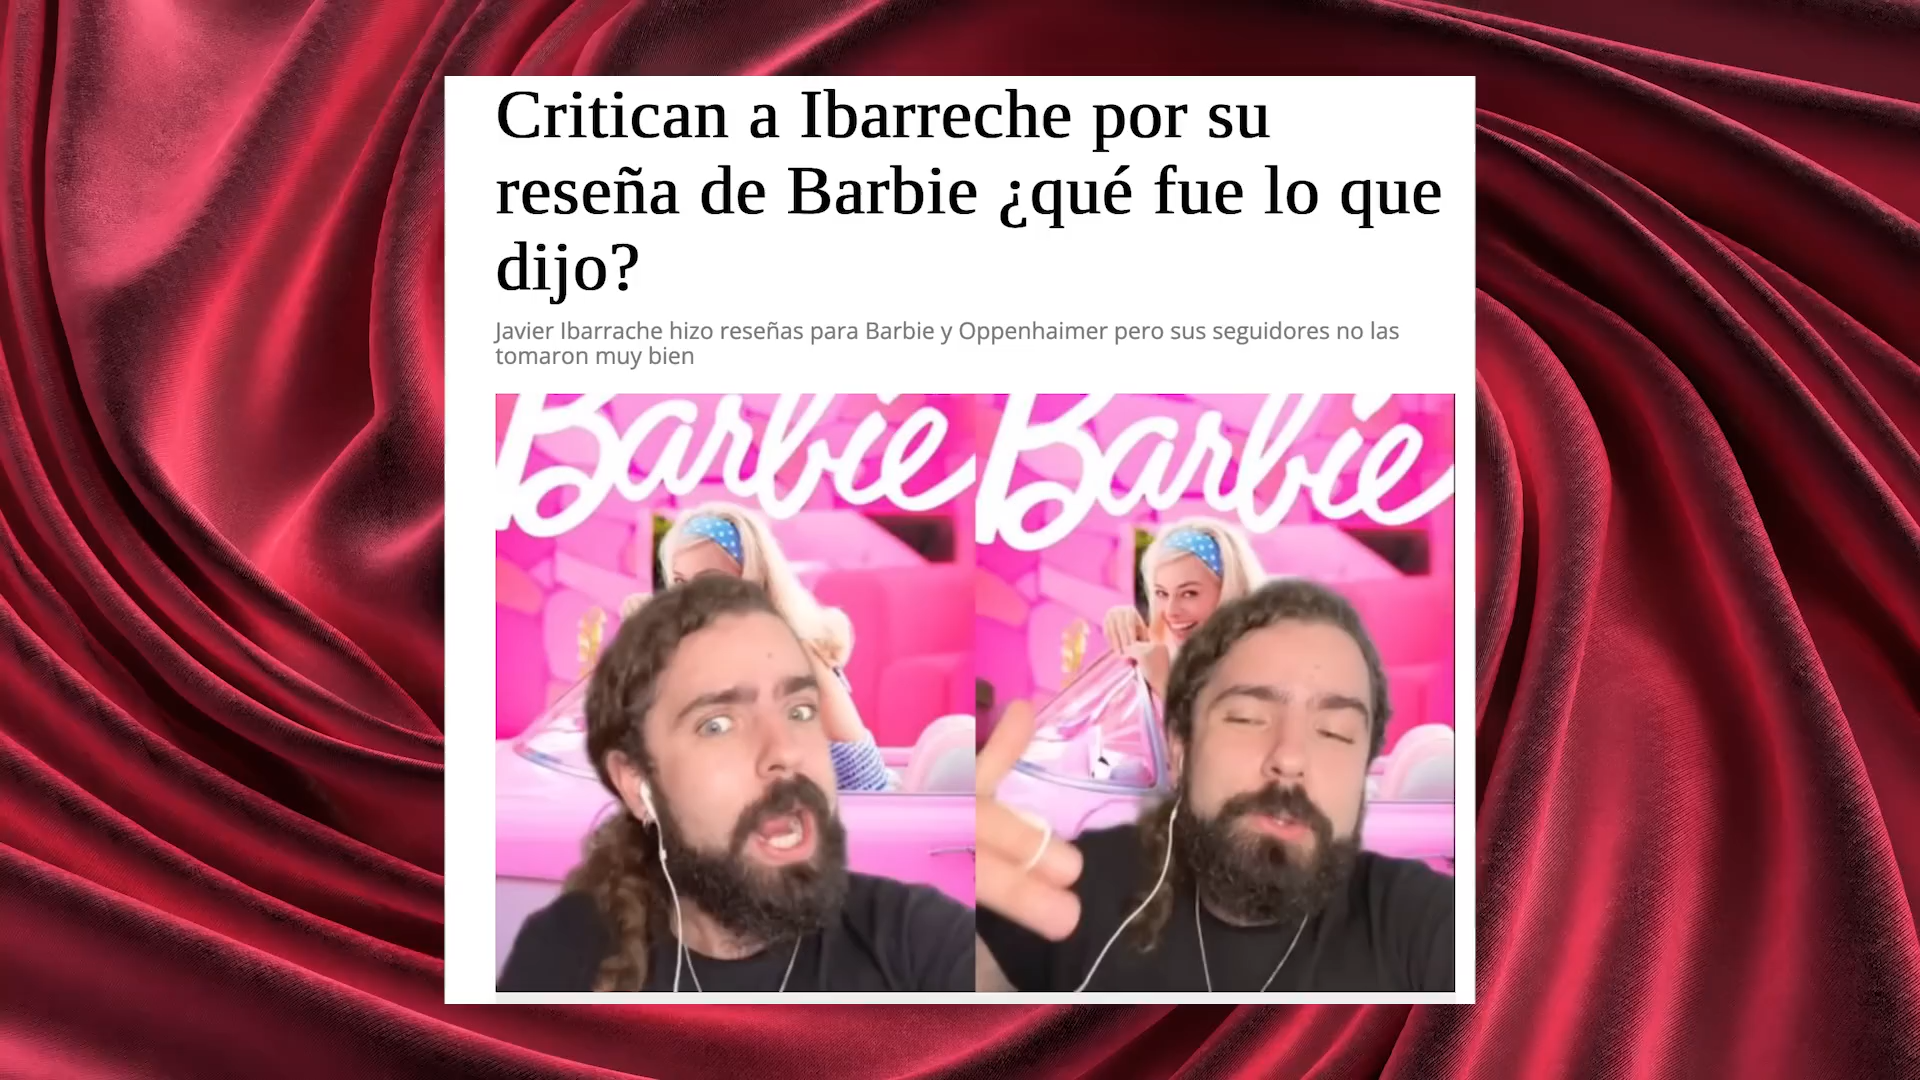 Critican a Ibarreche por su
reseña de Barbie ¿qué fue lo que
dijo?
Javier Ibarrache hizo reseñas para Barbie y Oppenhaimer pero sus seguidores no las
tomaron muy bien
Barbie Barbie